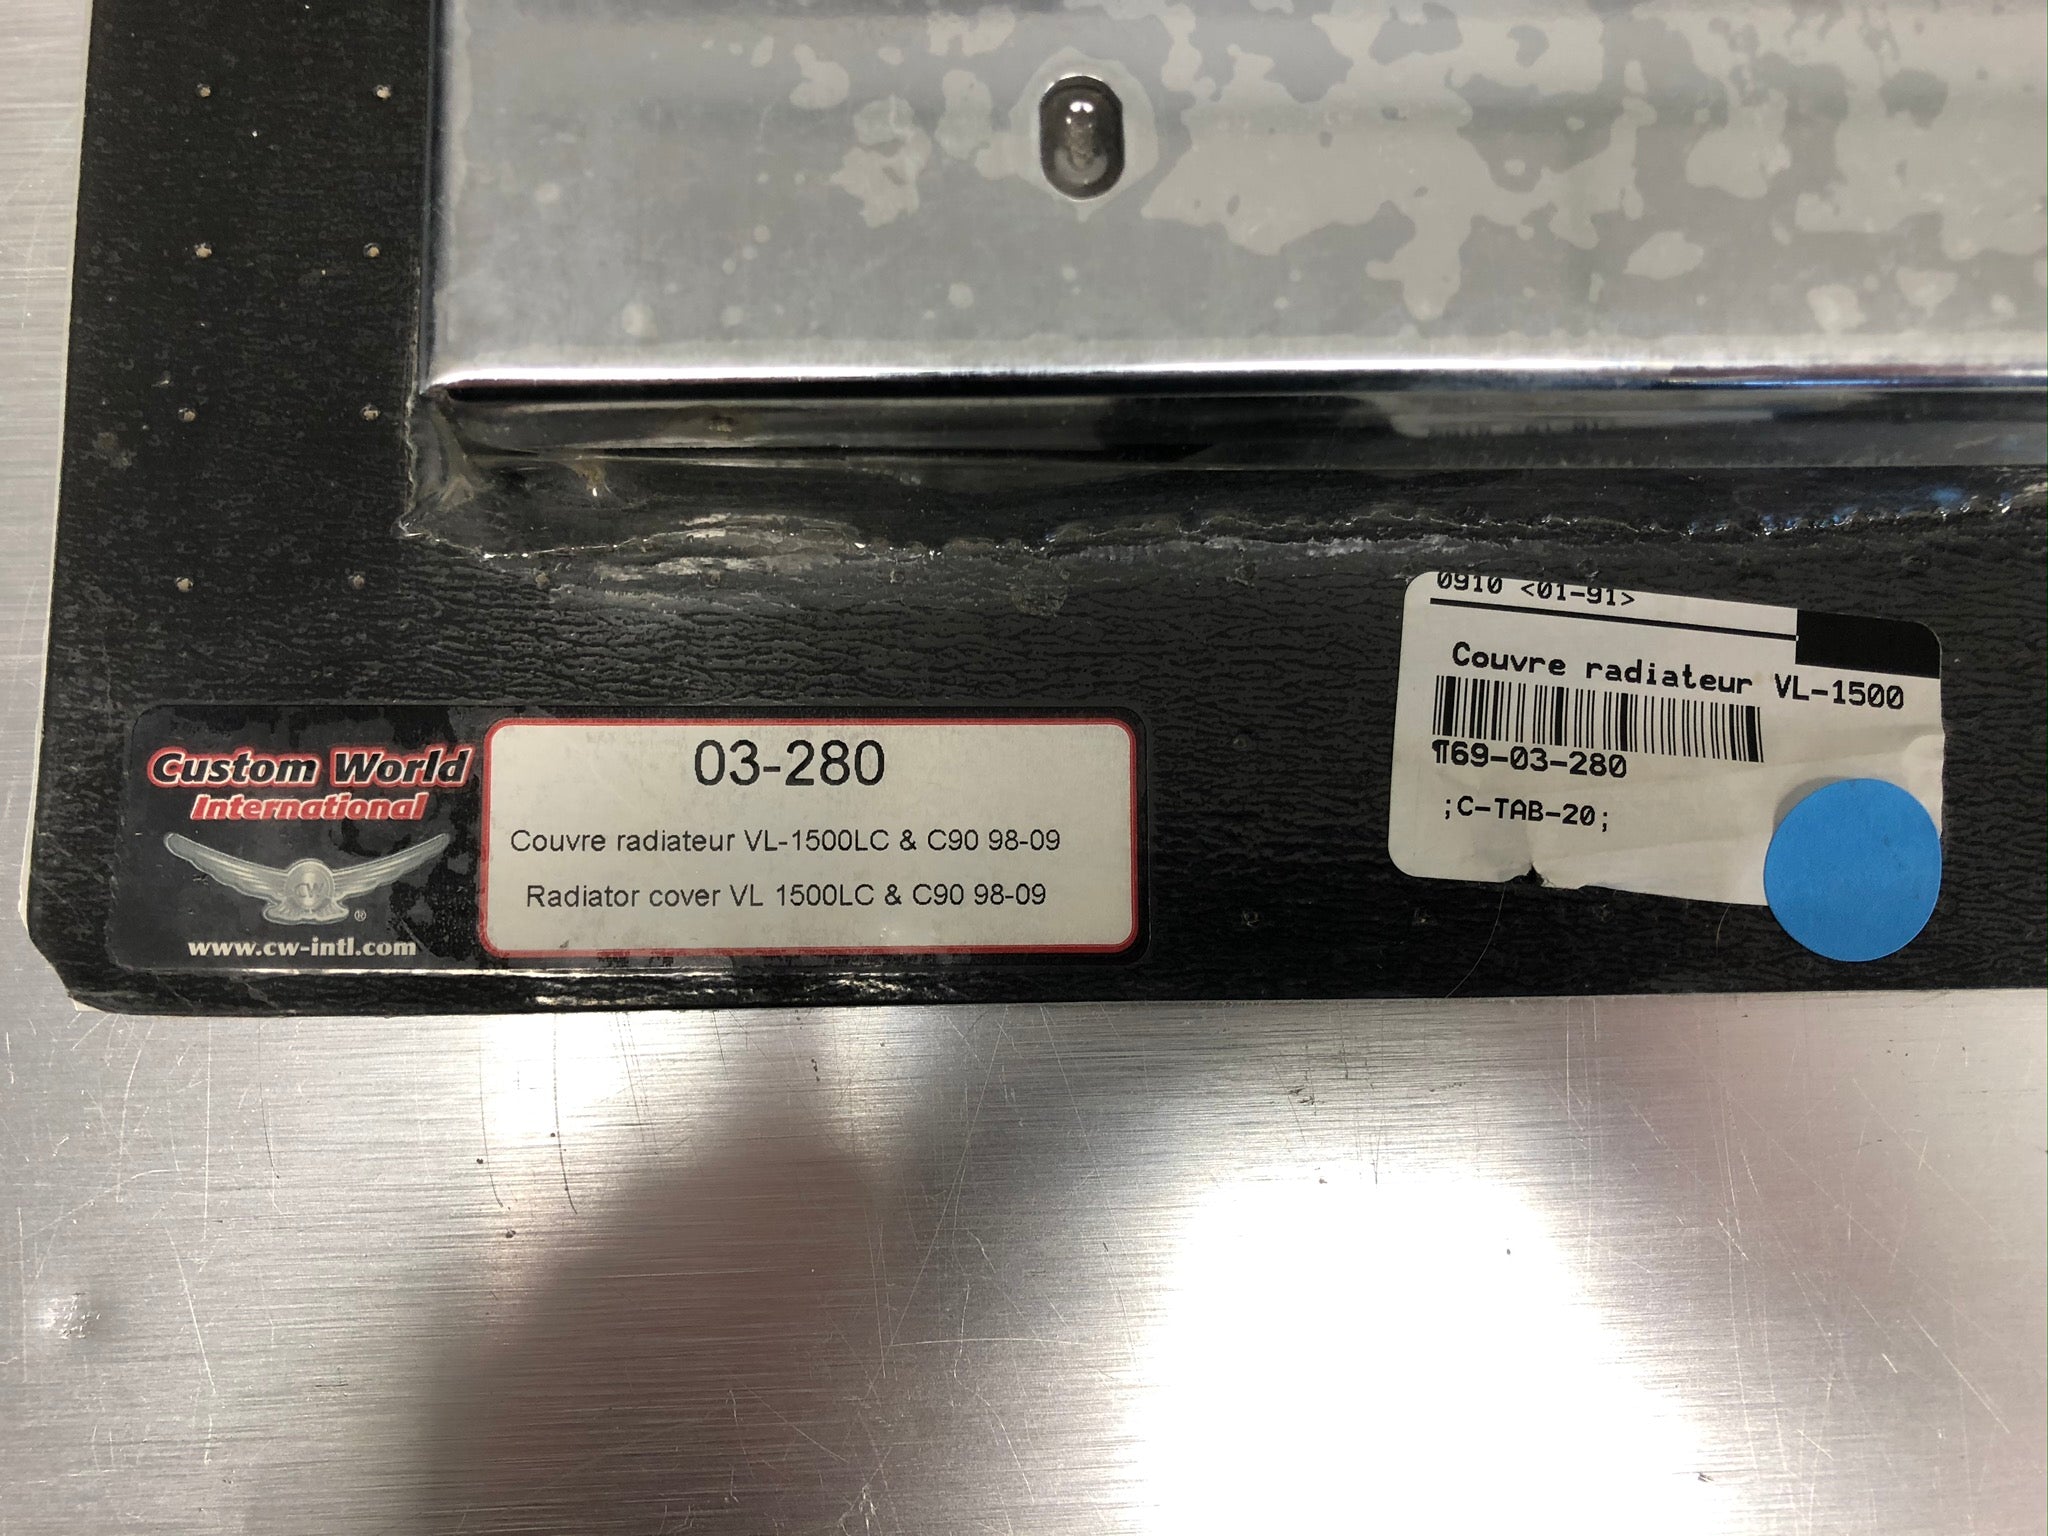 Custom World
International
CW
®
www.cw-intl.com
03-280
Couvre radiateur VL-1500LC & C90 98-09
Radiator cover VL 1500LC & C90 98-09
0910 <01-91>
Couvre radiateur VL-1500
¶69-03-280
;C-TAB-20;